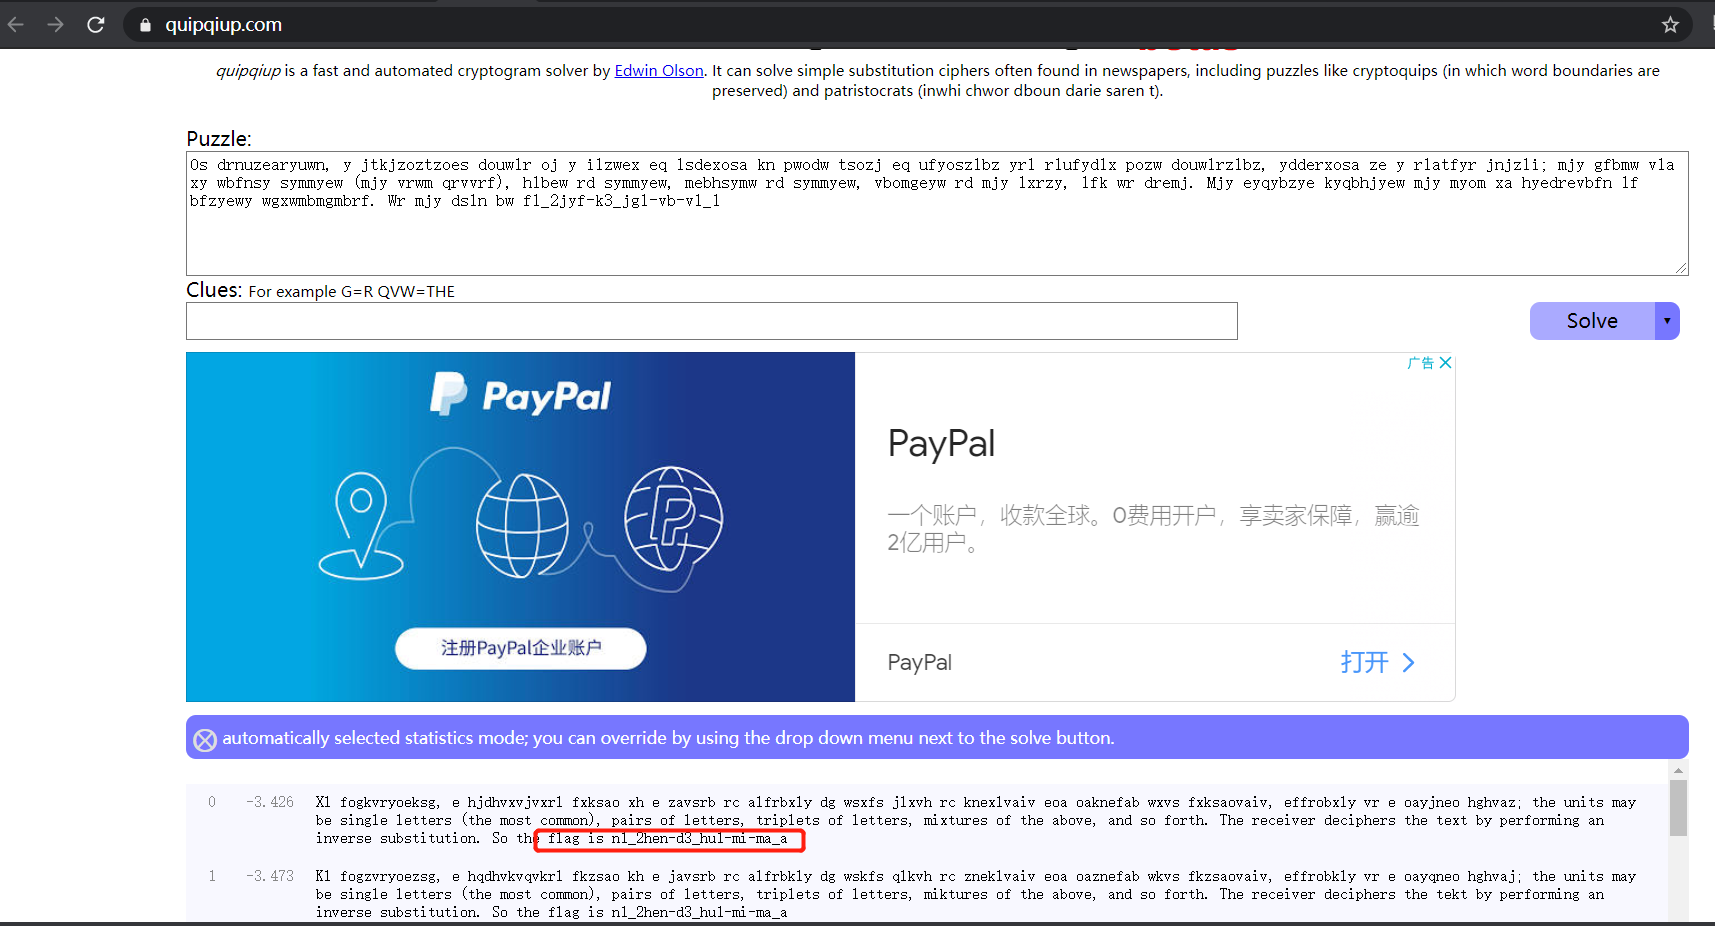 quipqiup.com
quipqiup is a fast and automated cryptogram solver by Edwin Olson. It can solve simple substitution ciphers often found in newspapers, including puzzles like cryptoquips (in which word boundaries are
preserved) and patristocrats (inwhi chwor dboun darie saren t).
Puzzle:
Os drnuzearyuwn, y jtkjzoztzoes douwlr oj y ilzwex eq lsdexosa kn pwodw tsozj eq ufyoszlbz yrl rlufydlx pozw douwlrzlbz, ydderxosa ze y rlatfyr jnjzli; mjy gfbmw vla
xy wbfnsy symmyew (mjy vrwm qrvvrf), hlbew rd symmyew, mebhsymw rd symmyew, vbomgeyw rd mjy lxrzy, lfk wr dremj. Mjy eyqybzye kyqbhjyew mjy myom xa hyedrevbfn lf
bfzyewy wgxwmbmgmbrf. Wr mjy dsln bw f1_2jyf-k3_jg1-vb-vl_l
Clues: For example G=R QVW=THE
Solve
广告
PayPal
PayPal
一个账户，收款全球。0费用开户，享卖家保障，赢逾
2亿用户。
注册PayPal企业账户
PayPal
打开
automatically selected statistics mode; you can override by using the drop down menu next to the solve button.
0 -3.426 Xl fogkvryoeksg, e hjdhvxvjvxrl fxksao xh e zavsrb rc alfrbxly dg wsxfs jlxvh rc knexlvaiv eoa oaknefab wxvs fxksaovaiv, effrobxly vr e oayjneo hghvaz; the units may
be single letters (the most common), pairs of letters, triplets of letters, mixtures of the above, and so forth. The receiver deciphers the text by performing an
inverse substitution. So the flag is n1_2hen-d3_hu1-mi-ma_a
1 -3.473 Kl fogzvryoezsg, e hqdhvkvqvkrl fkzsao kh e javsrb rc alfrbkly dg wskfs qlkvh rc zneklvaiv eoa oaznefab wkvs fkzsaovaiv, effrobkly vr e oayqneo hghvaj; the units may
be single letters (the most common), pairs of letters, triplets of letters, miktures of the above, and so forth. The receiver deciphers the tekt by performing an
inverse substitution. So the flag is n1_2hen-d3_hu1-mi-ma_a